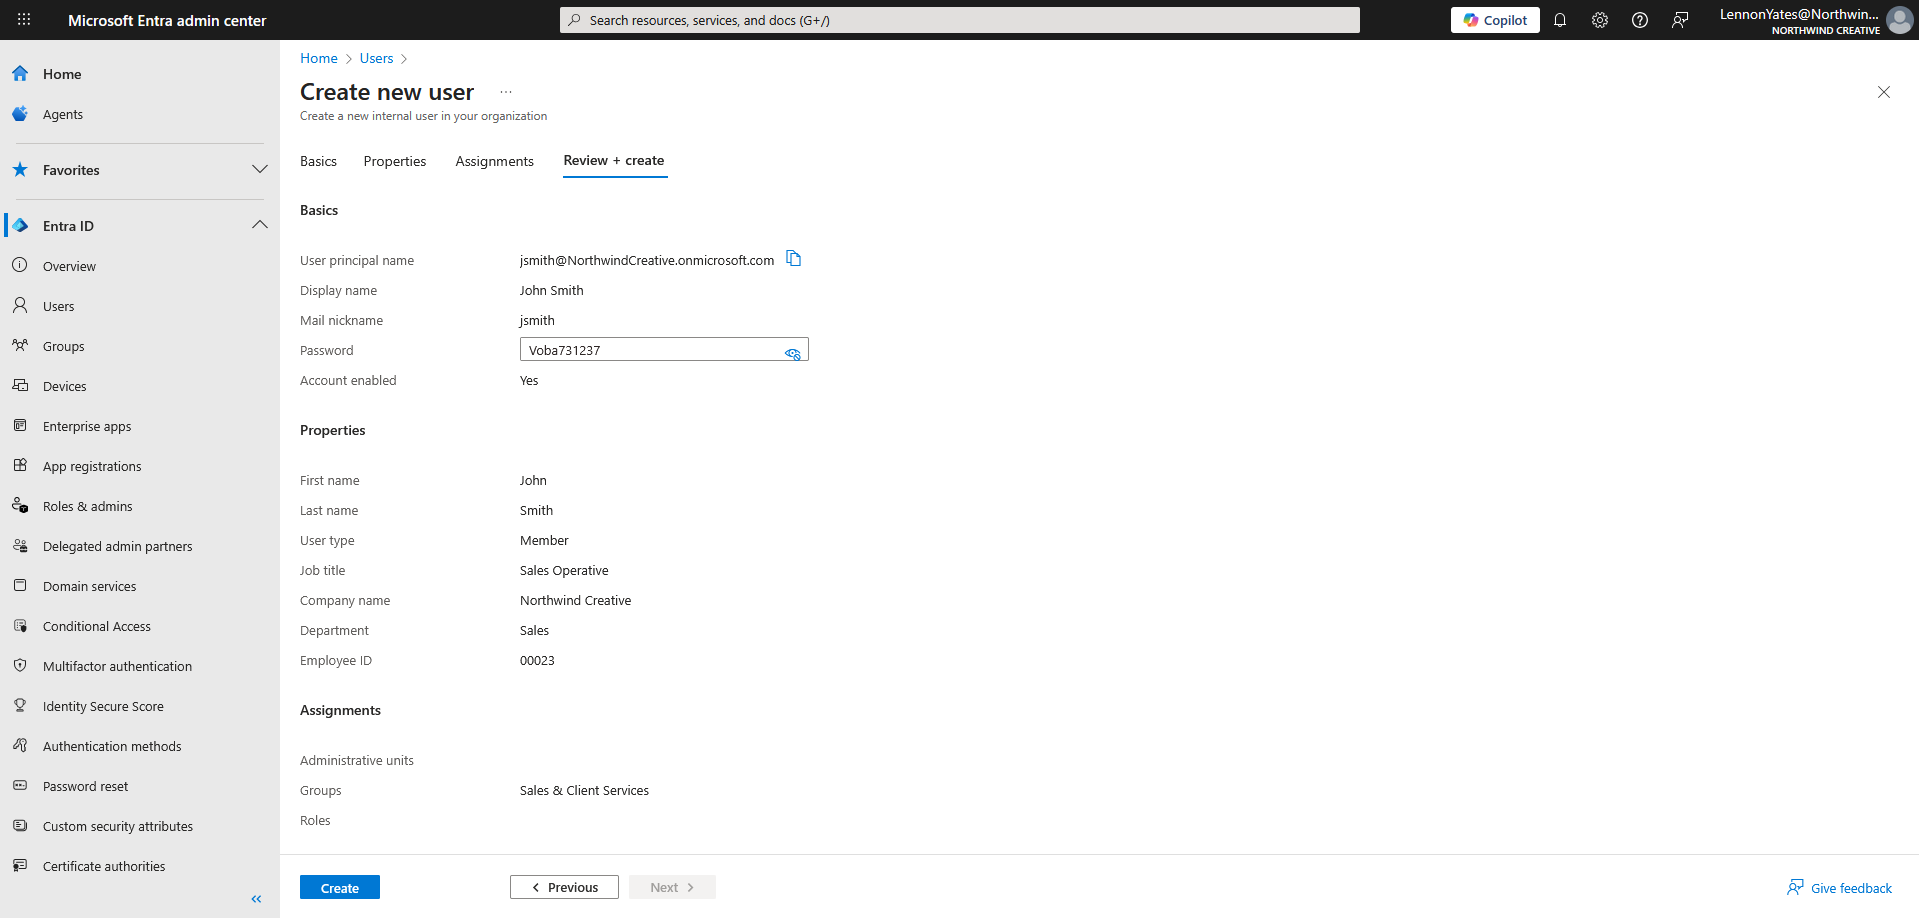 Microsoft Entra admin center
Search resources, services, and docs (G+/)
Copilot
LennonYates@Northwin...
NORTHWIND CREATIVE
Home
Agents
Favorites
Entra ID
Overview
Users
Groups
Devices
Enterprise apps
App registrations
Roles & admins
Delegated admin partners
Domain services
Conditional Access
Multifactor authentication
Identity Secure Score
Authentication methods
Password reset
Custom security attributes
Certificate authorities
Home > Users >
Create new user ...
Create a new internal user in your organization
Basics Properties Assignments Review + create
Basics
User principal name jsmith@NorthwindCreative.onmicrosoft.com
Display name John Smith
Mail nickname jsmith
Password Voba731237
Account enabled Yes
Properties
First name John
Last name Smith
User type Member
Job title Sales Operative
Company name Northwind Creative
Department Sales
Employee ID 00023
Assignments
Administrative units
Groups Sales & Client Services
Roles
Create < Previous Next >
Give feedback